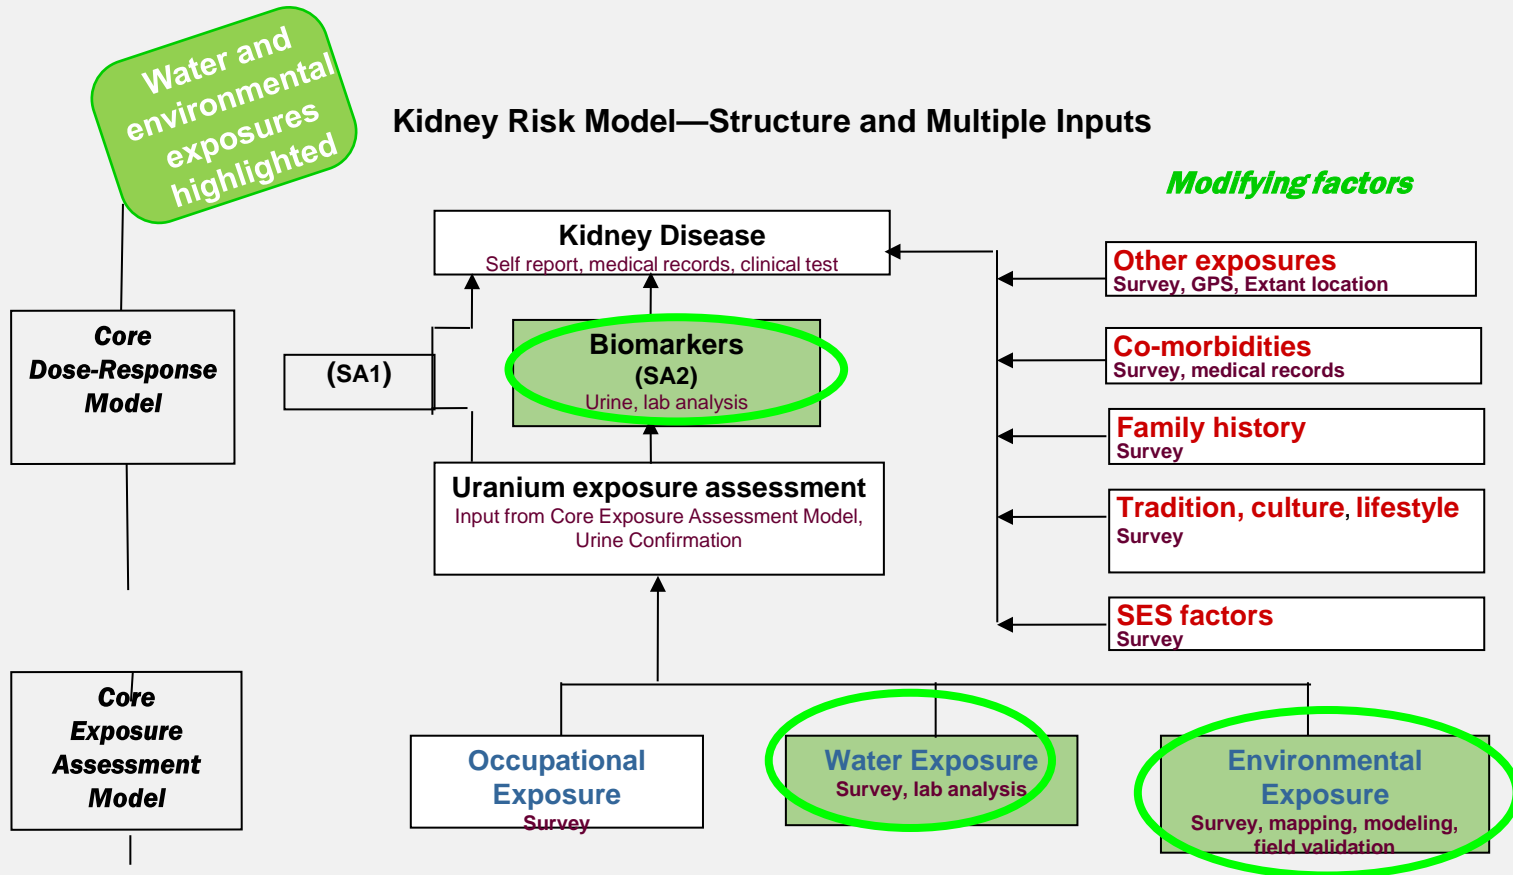 Water and
environmental
exposures
highlighted
Kidney Risk Model—Structure and Multiple Inputs
Modifying factors
Kidney Disease
Self report, medical records, clinical test
Other exposures
Survey, GPS, Extant location
Core
Dose-Response
Model
(SA1)
Biomarkers
(SA2)
Urine, lab analysis
Co-morbidities
Survey, medical records
Family history
Survey
Uranium exposure assessment
Input from Core Exposure Assessment Model,
Urine Confirmation
Tradition, culture, lifestyle
Survey
SES factors
Survey
Core
Exposure
Assessment
Model
Occupational
Exposure
Survey
Water Exposure
Survey, lab analysis
Environmental
Exposure
Survey, mapping, modeling,
field validation